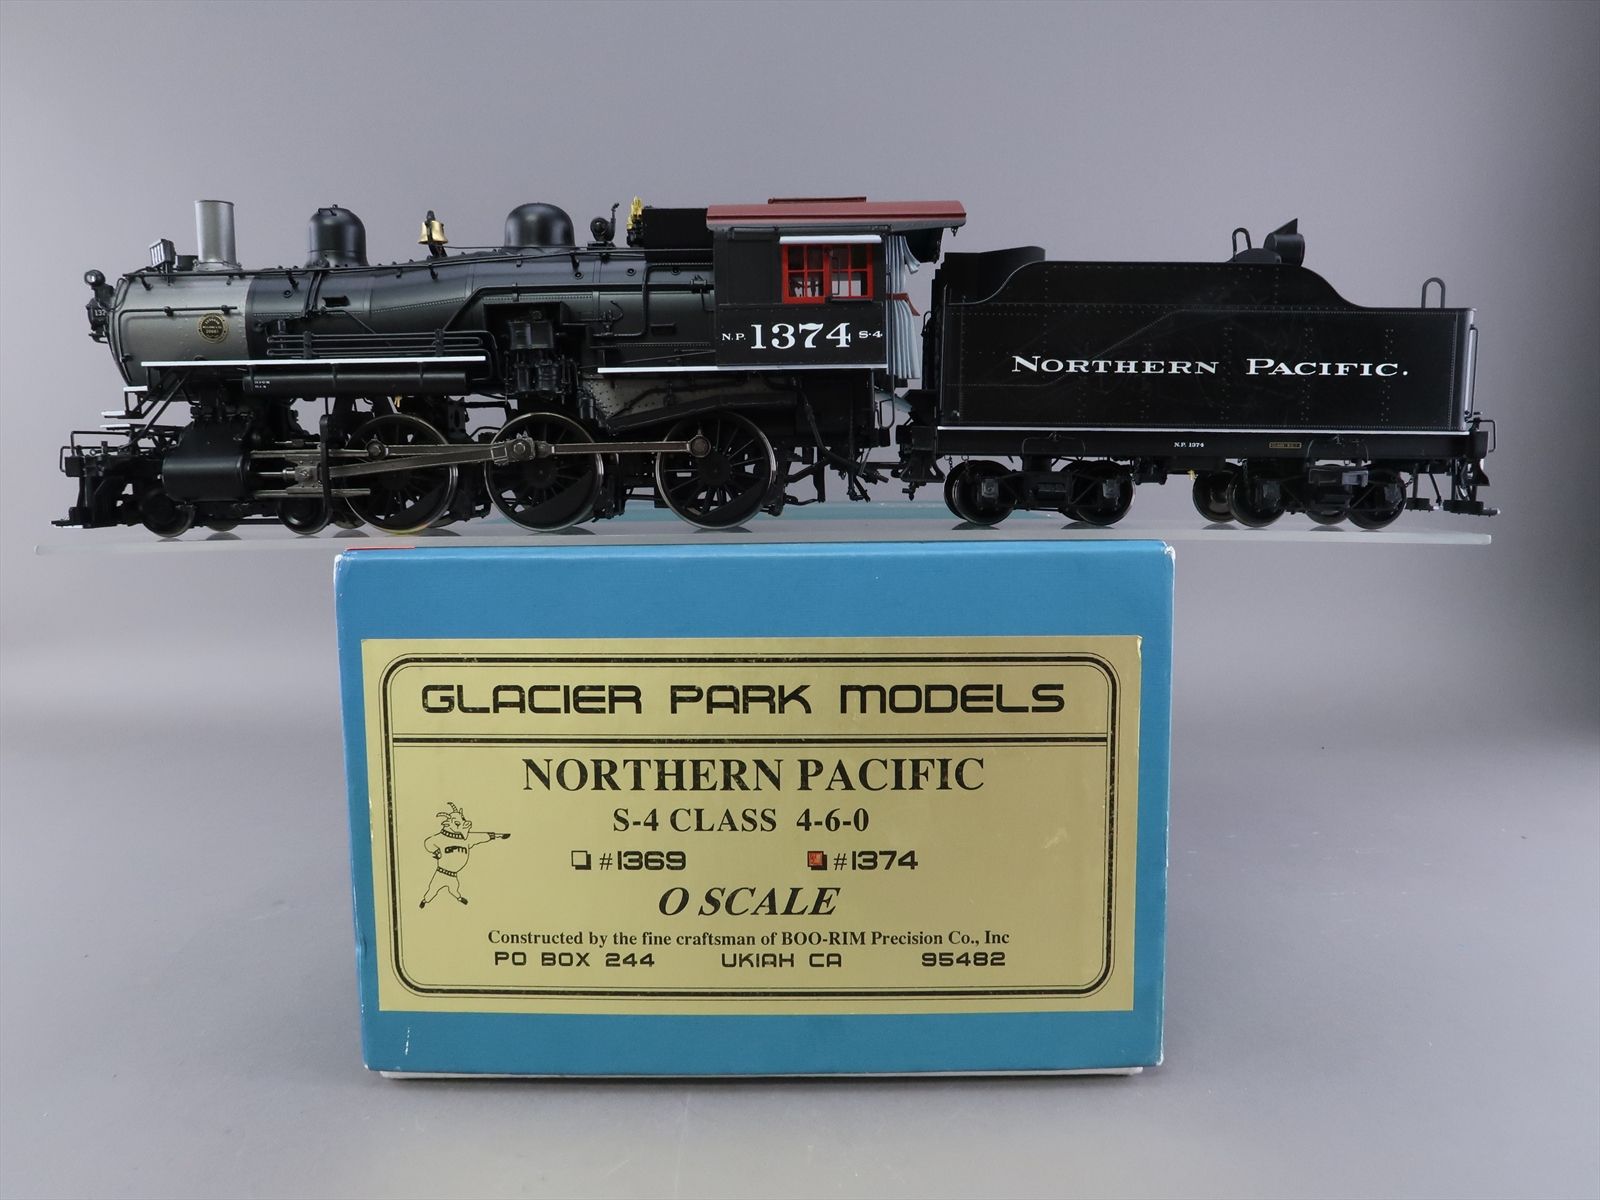 N.P. 1374 S-4
NORTHERN PACIFIC.
N.P. 1374
GLACIER PARK MODELS
NORTHERN PACIFIC
S-4 CLASS 4-6-0
#1369 #1374
O SCALE
GPM
Constructed by the fine craftsman of BOO-RIM Precision Co., Inc
PO BOX 244 UKIAH CA 95482